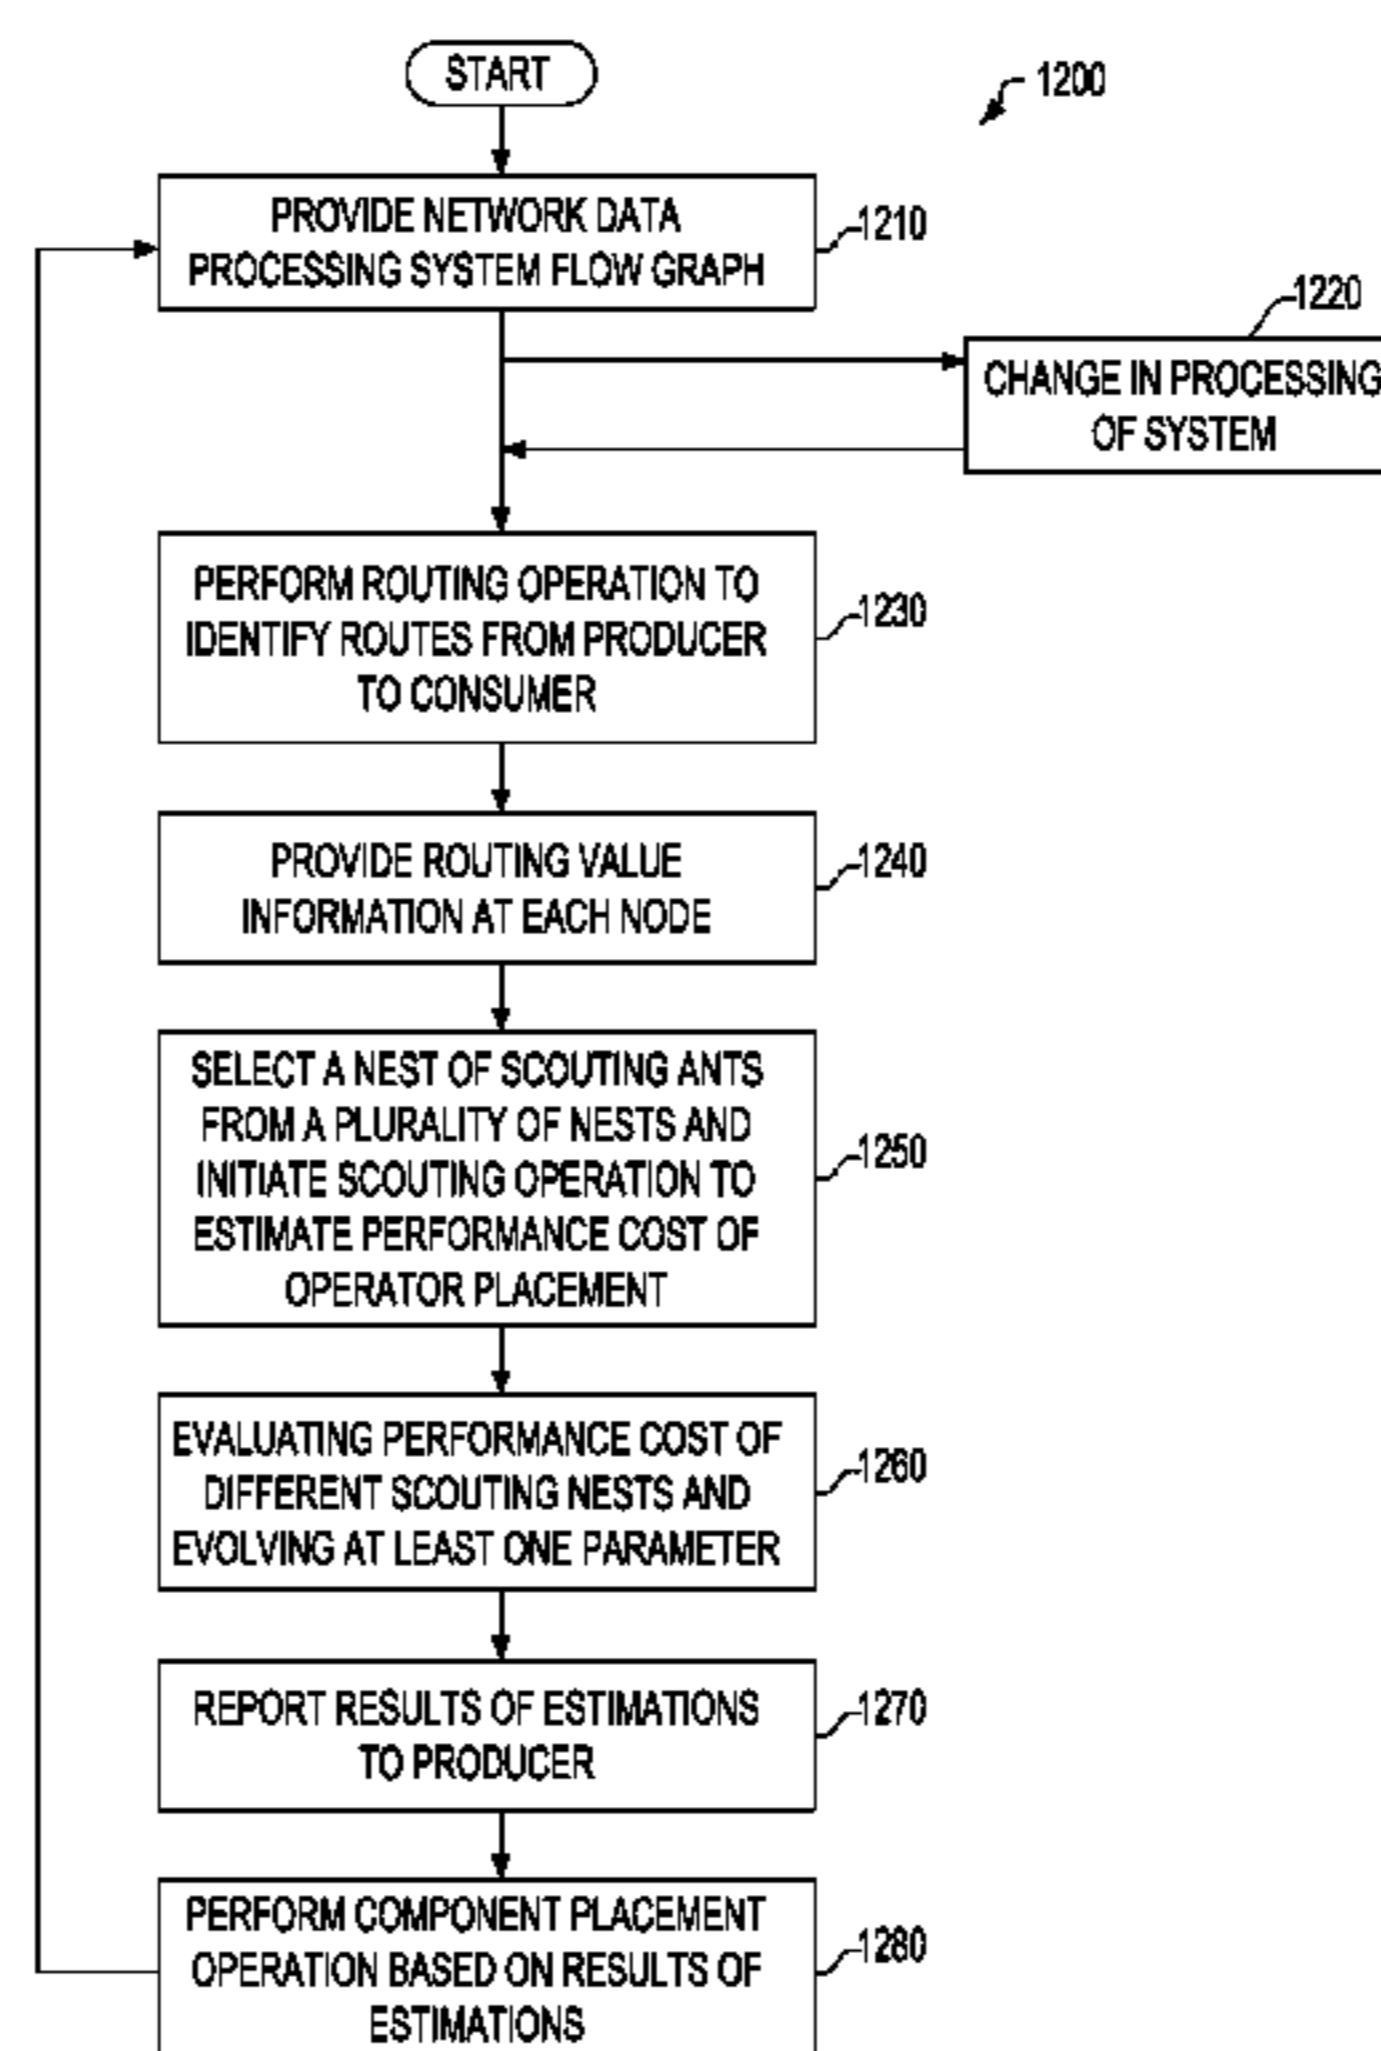 START
1200
PROVIDE NETWORK DATA
PROCESSING SYSTEM FLOW GRAPH
1210
1220
CHANGE IN PROCESSING
OF SYSTEM
PERFORM ROUTING OPERATION TO
IDENTIFY ROUTES FROM PRODUCER
TO CONSUMER
1230
PROVIDE ROUTING VALUE
INFORMATION AT EACH NODE
1240
SELECT A NEST OF SCOUTING ANTS
FROM A PLURALITY OF NESTS AND
INITIATE SCOUTING OPERATION TO
ESTIMATE PERFORMANCE COST OF
OPERATOR PLACEMENT
1250
EVALUATING PERFORMANCE COST OF
DIFFERENT SCOUTING NESTS AND
EVOLVING AT LEAST ONE PARAMETER
1260
REPORT RESULTS OF ESTIMATIONS
TO PRODUCER
1270
PERFORM COMPONENT PLACEMENT
OPERATION BASED ON RESULTS OF
ESTIMATIONS
1280